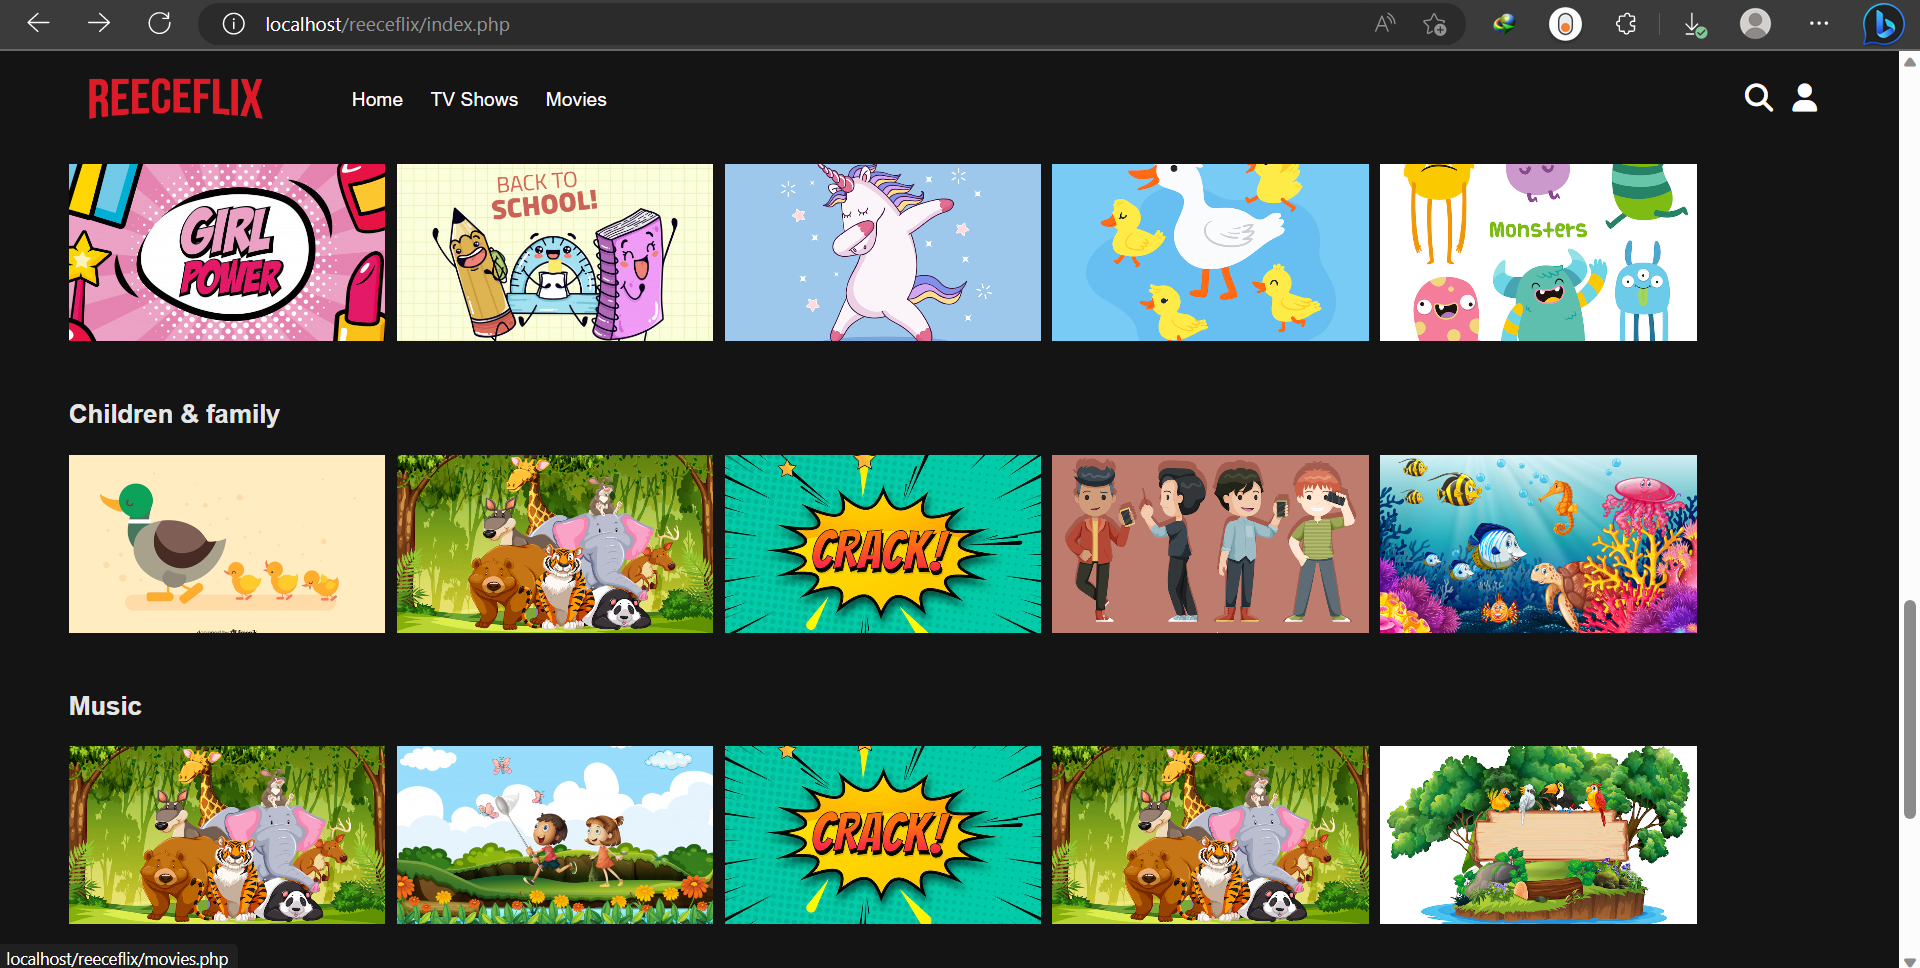 localhost/reeceflix/index.php
REECEFLIX
Home TV Shows Movies
GIRL
POWER
BACK TO
SCHOOL!
Monsters
Children & family
CRACK!
Music
CRACK!
localhost/reeceflix/movies.php